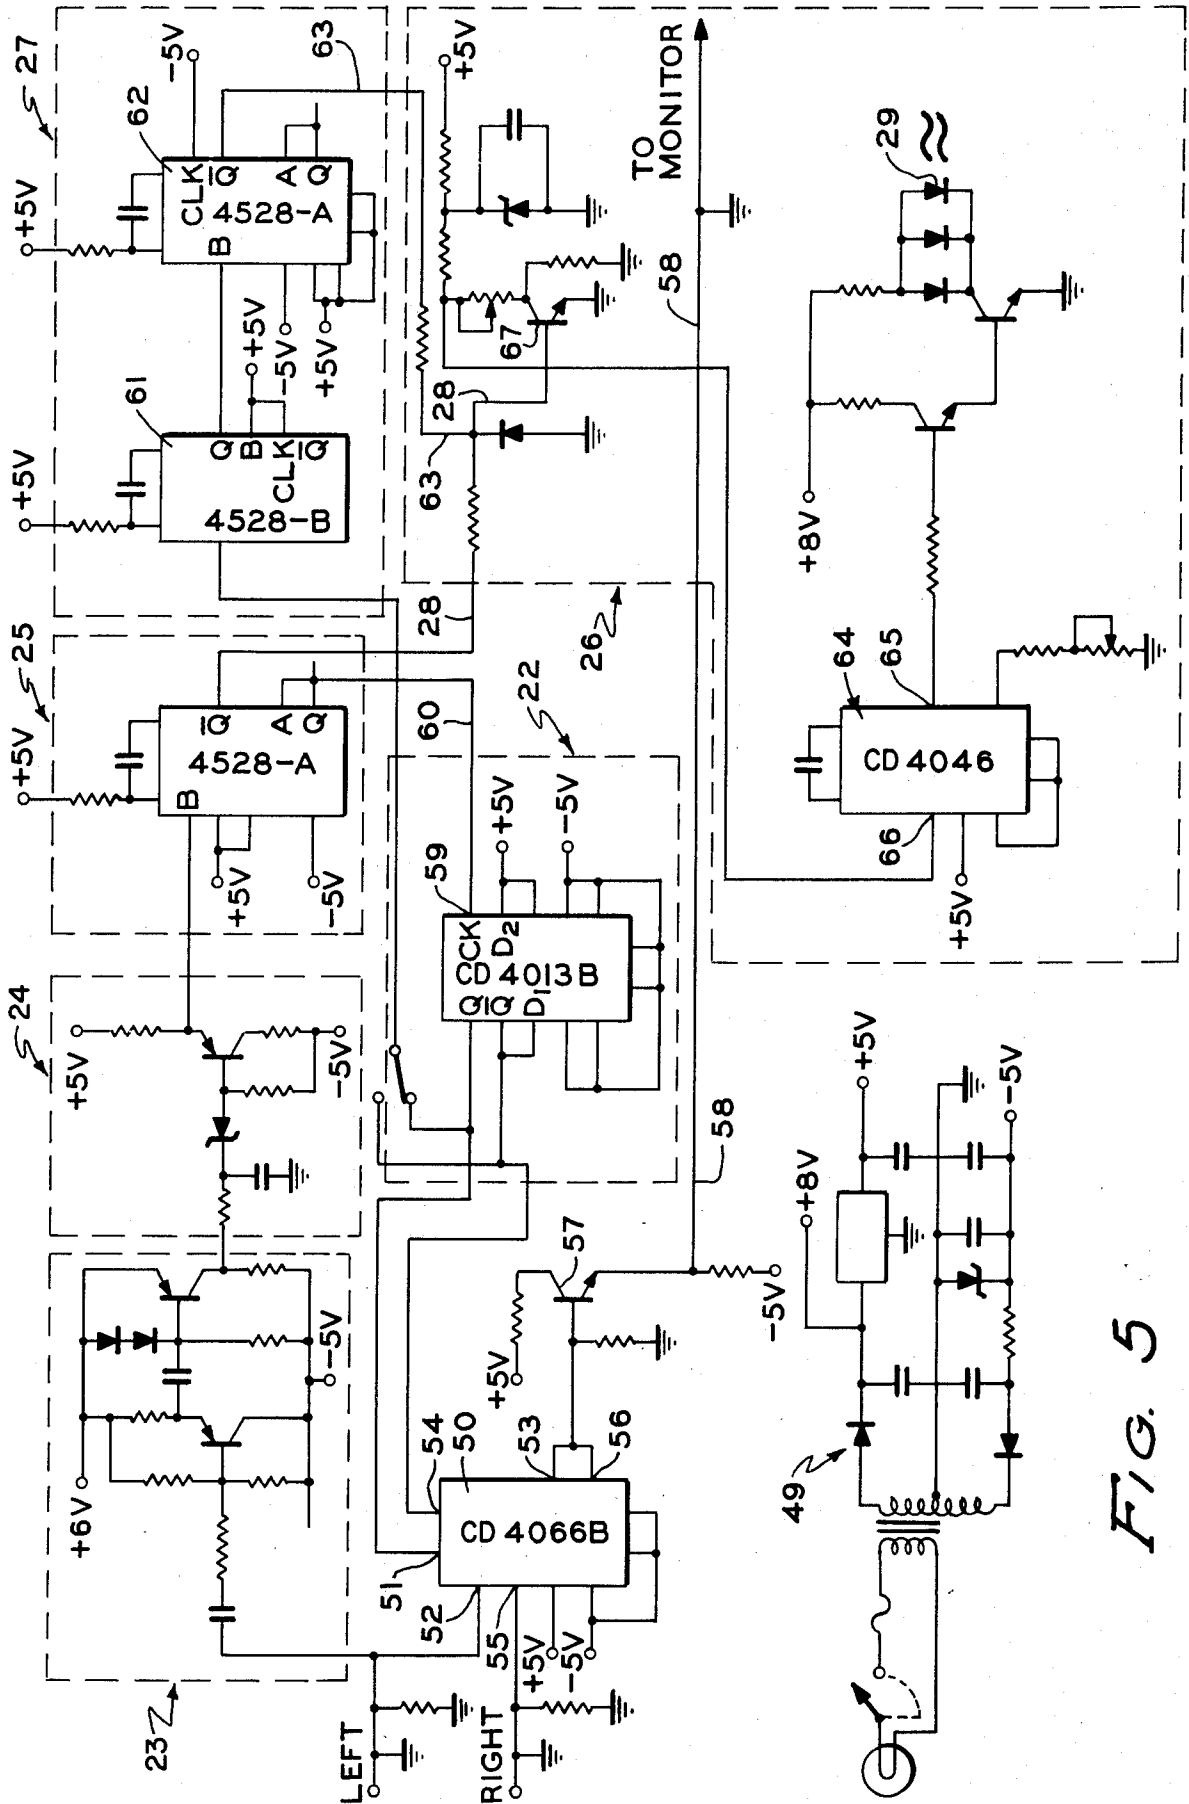 23
+6V
-5V
24
+5V
-5V
25
+5V
B
Q
A
Q
4528-A
+5V
-5V
27
+5V
Q
B
CLK
Q
4528-B
61
+5V
+5V
CLK
Q
A
Q
B
4528-A
62
-5V
-5V
+5V
63
LEFT
RIGHT
51
54
50
52
55
53
56
CD 4066B
+5V
-5V
+5V
57
-5V
58
22
59
CK
D2
Q
Q
D1
CD 4013B
+5V
-5V
60
28
26
63
28
67
+5V
58
TO
MONITOR
64
65
66
CD 4046
+5V
+8V
29
49
+8V
+5V
-5V
FIG. 5